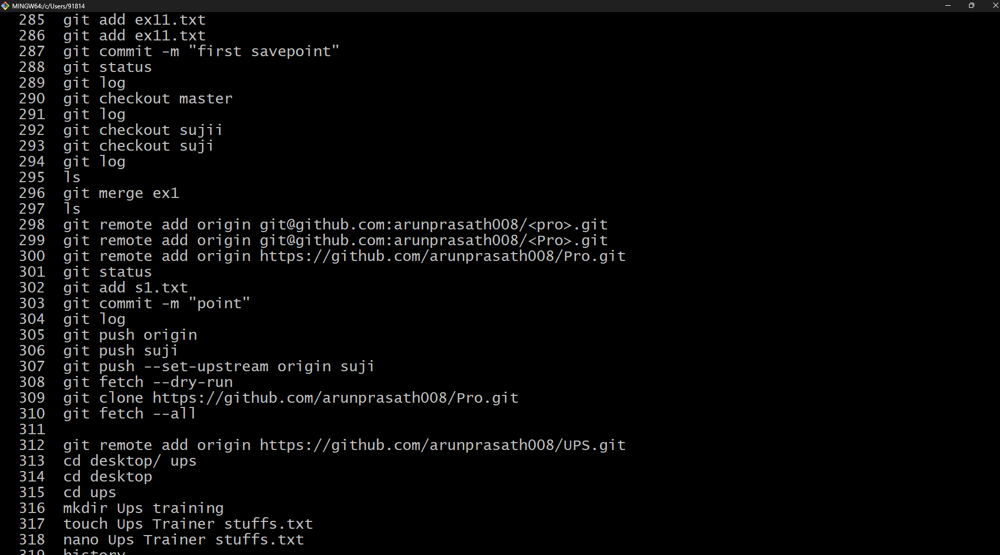 MINGW64:/c/Users/91814
285 git add ex11.txt
286 git add ex11.txt
287 git commit -m "first savepoint"
288 git status
289 git log
290 git checkout master
291 git log
292 git checkout sujii
293 git checkout suji
294 git log
295 ls
296 git merge ex1
297 ls
298 git remote add origin git@github.com:arunprasath008/<pro>.git
299 git remote add origin git@github.com:arunprasath008/<Pro>.git
300 git remote add origin https://github.com/arunprasath008/Pro.git
301 git status
302 git add s1.txt
303 git commit -m "point"
304 git log
305 git push origin
306 git push suji
307 git push --set-upstream origin suji
308 git fetch --dry-run
309 git clone https://github.com/arunprasath008/Pro.git
310 git fetch --all
311
312 git remote add origin https://github.com/arunprasath008/UPS.git
313 cd desktop/ ups
314 cd desktop
315 cd ups
316 mkdir Ups training
317 touch Ups Trainer stuffs.txt
318 nano Ups Trainer stuffs.txt
319 history